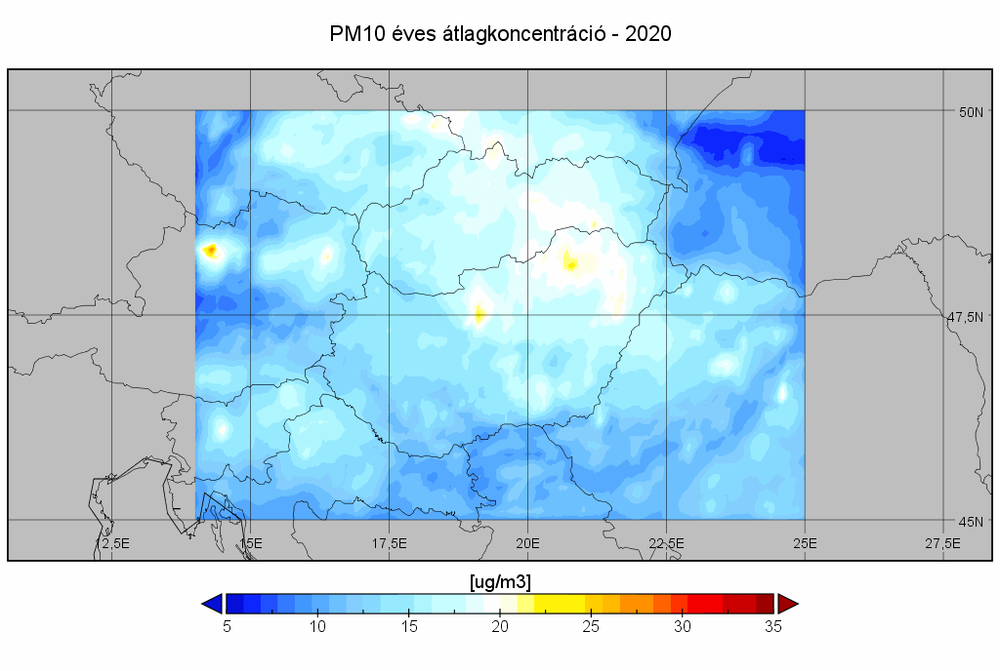 PM10 éves átlagkoncentráció - 2020
50N
47,5N
45N
12,5E 15E 17,5E 20E 22,5E 25E 27,5E
[ug/m3]
5 10 15 20 25 30 35